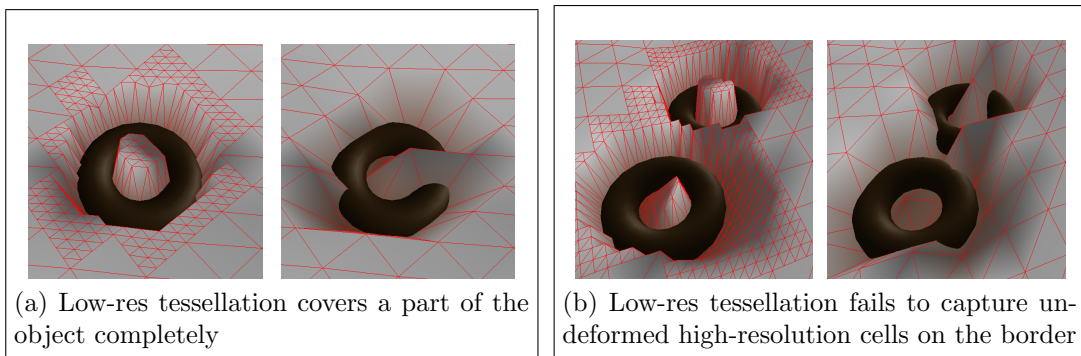 (a) Low-res tessellation covers a part of the
object completely
(b) Low-res tessellation fails to capture un-
deformed high-resolution cells on the border